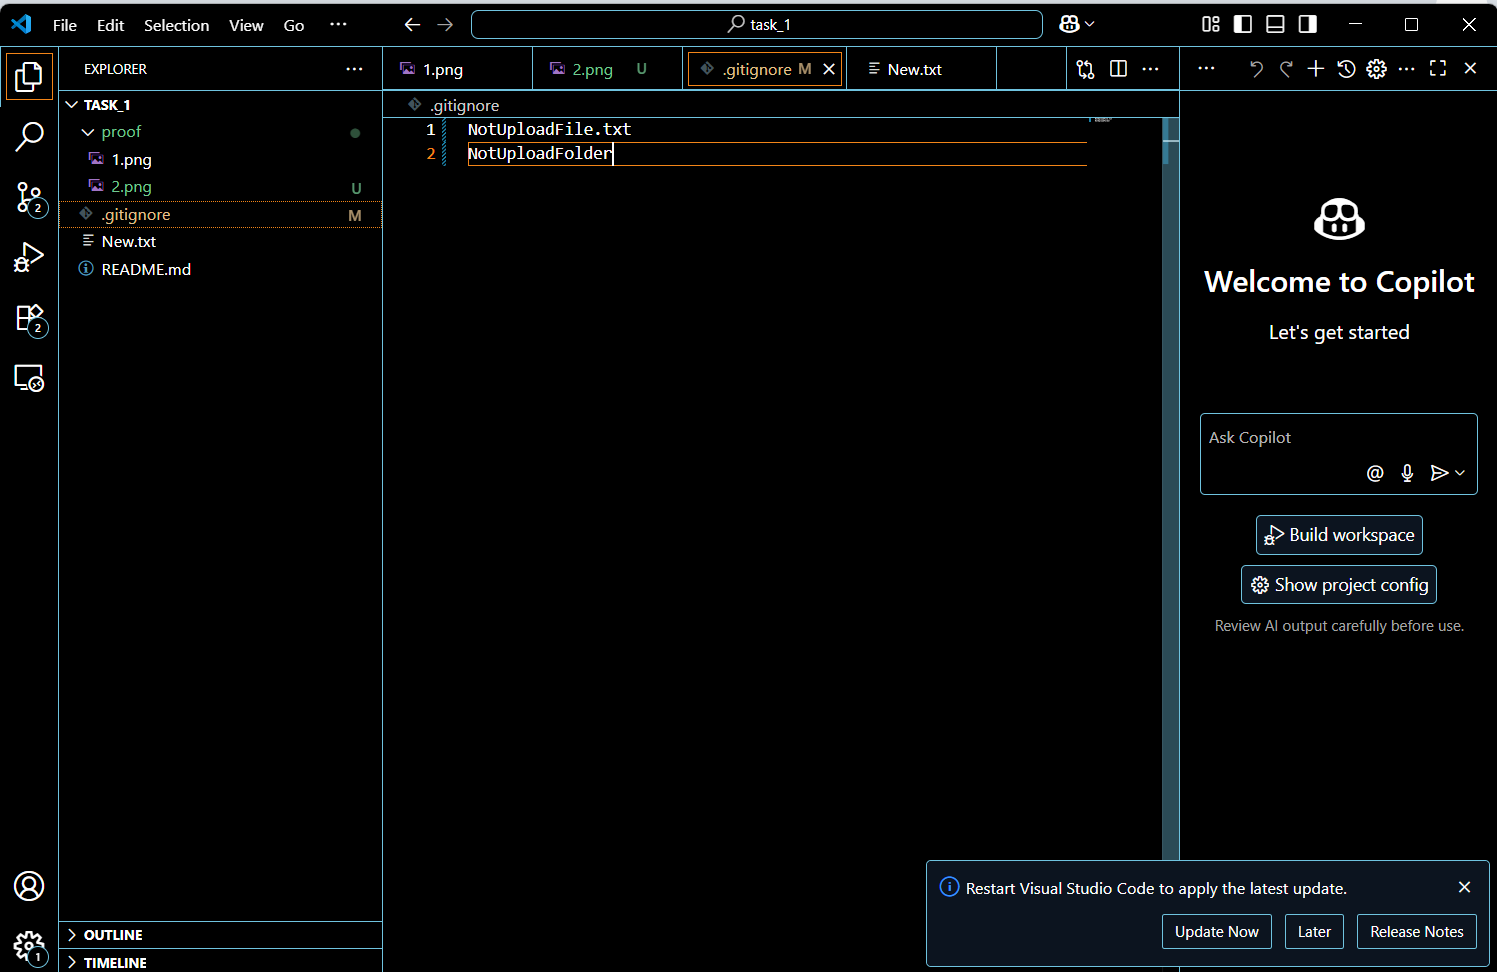 File Edit Selection View Go ···
task_1
EXPLORER ···
TASK_1
proof
1.png
2.png U
.gitignore M
New.txt
README.md
OUTLINE
TIMELINE
2
2
1
1.png
2.png U
.gitignore M
New.txt
.gitignore
1 NotUploadFile.txt
2 NotUploadFolder
Welcome to Copilot
Let's get started
Ask Copilot
@
Build workspace
Show project config
Review AI output carefully before use.
Restart Visual Studio Code to apply the latest update.
Update Now Later Release Notes